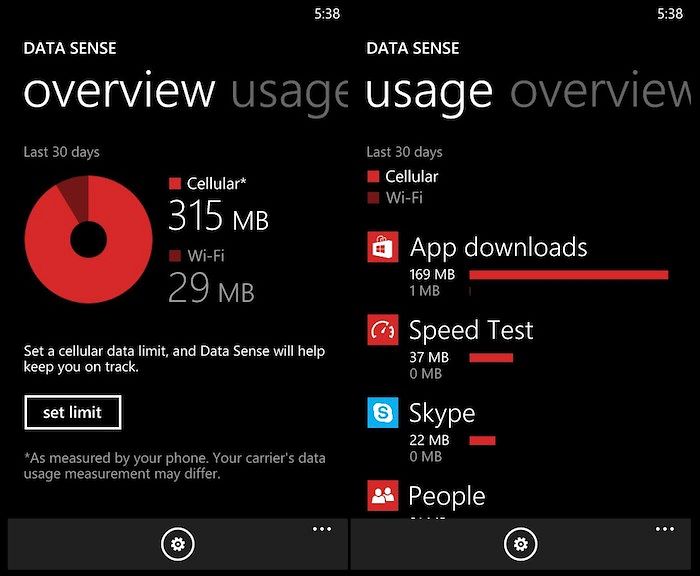 5:38
DATA SENSE
overview usage
Last 30 days
Cellular*
315 MB
Wi-Fi
29 MB
Set a cellular data limit, and Data Sense will help
keep you on track.
set limit
*As measured by your phone. Your carrier's data
usage measurement may differ.
5:38
DATA SENSE
usage overview
Last 30 days
Cellular
Wi-Fi
App downloads
169 MB
1 MB
Speed Test
37 MB
0 MB
Skype
22 MB
0 MB
People